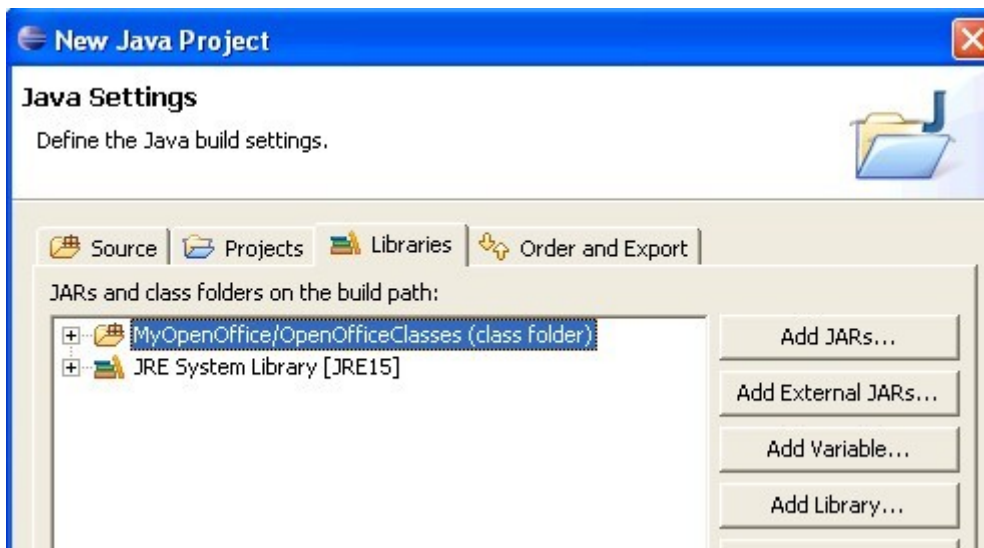 New Java Project
Java Settings
Define the Java build settings.
Source Projects Libraries Order and Export
JARs and class folders on the build path:
MyOpenOffice/OpenOfficeClasses (class folder)
JRE System Library [JRE15]
Add JARs...
Add External JARs...
Add Variable...
Add Library...